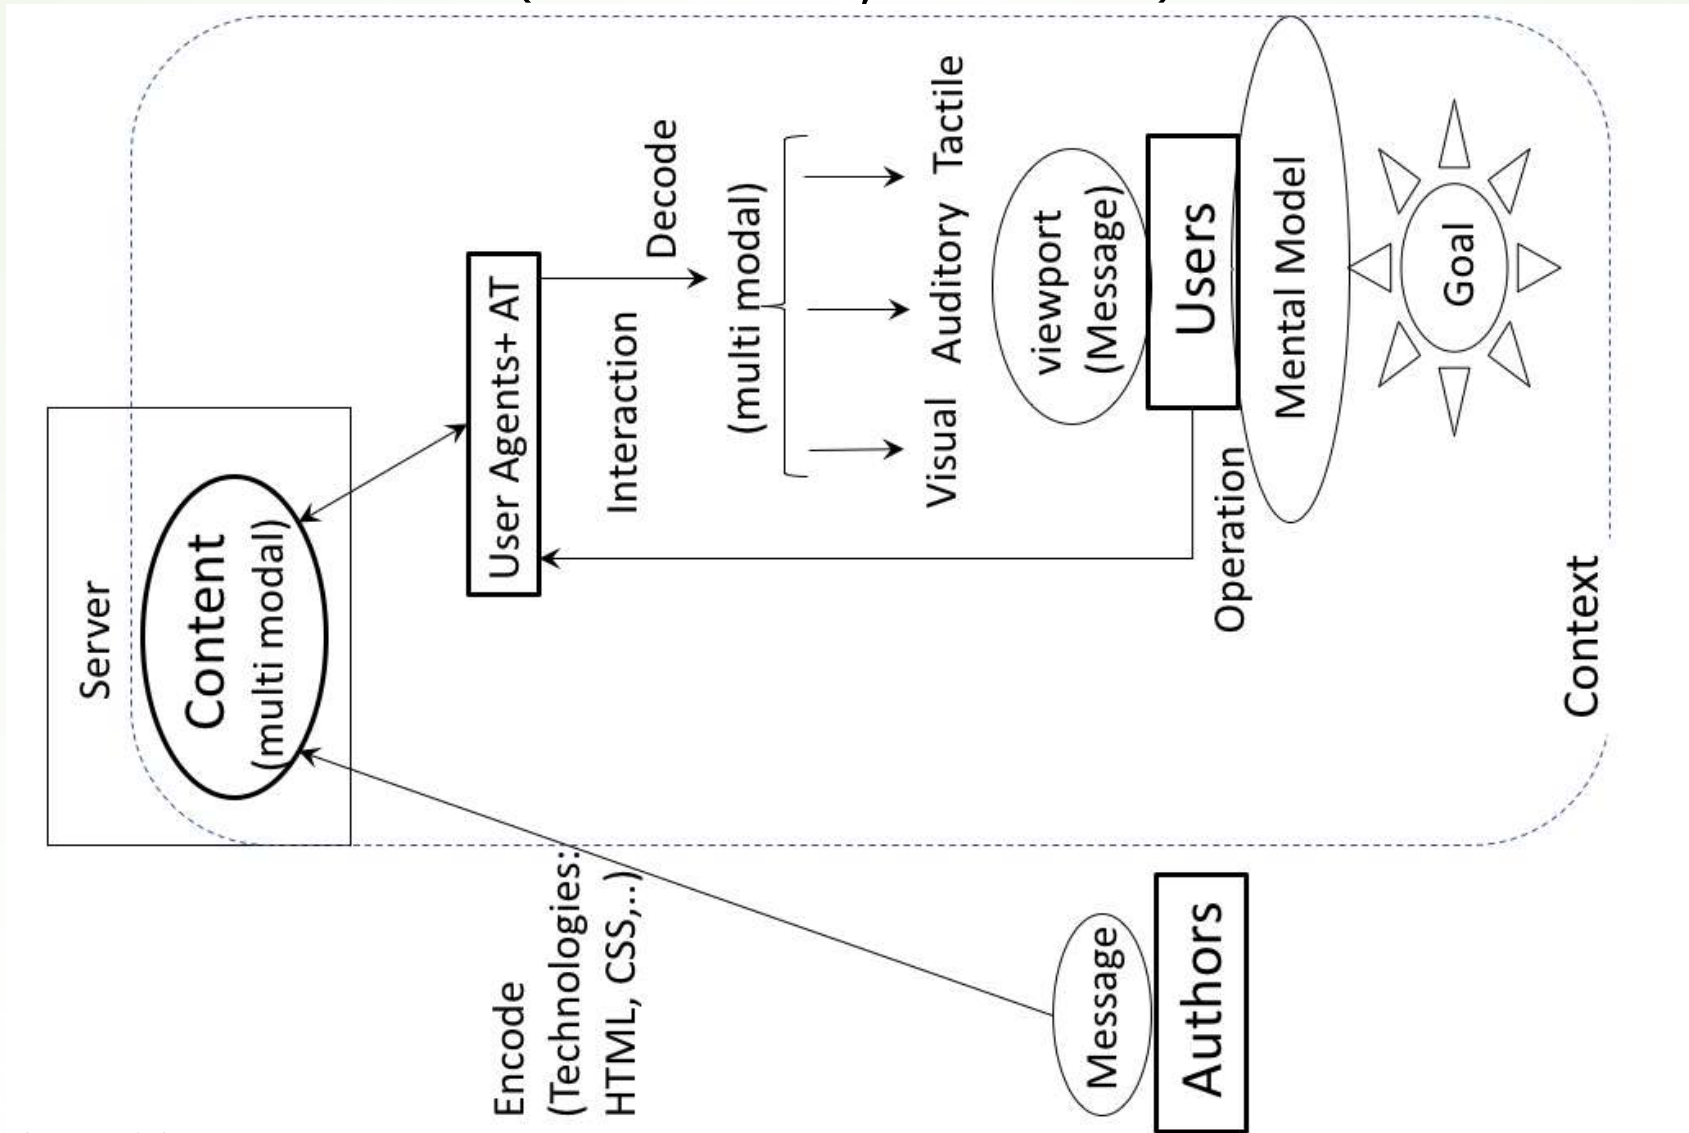 Server
Content
(multi modal)
User Agents+ AT
Encode
(Technologies:
HTML, CSS,..)
Interaction
Decode
(multi modal)
Visual
Auditory
Tactile
viewport
(Message)
Users
Operation
Mental Model
Goal
Message
Authors
Context